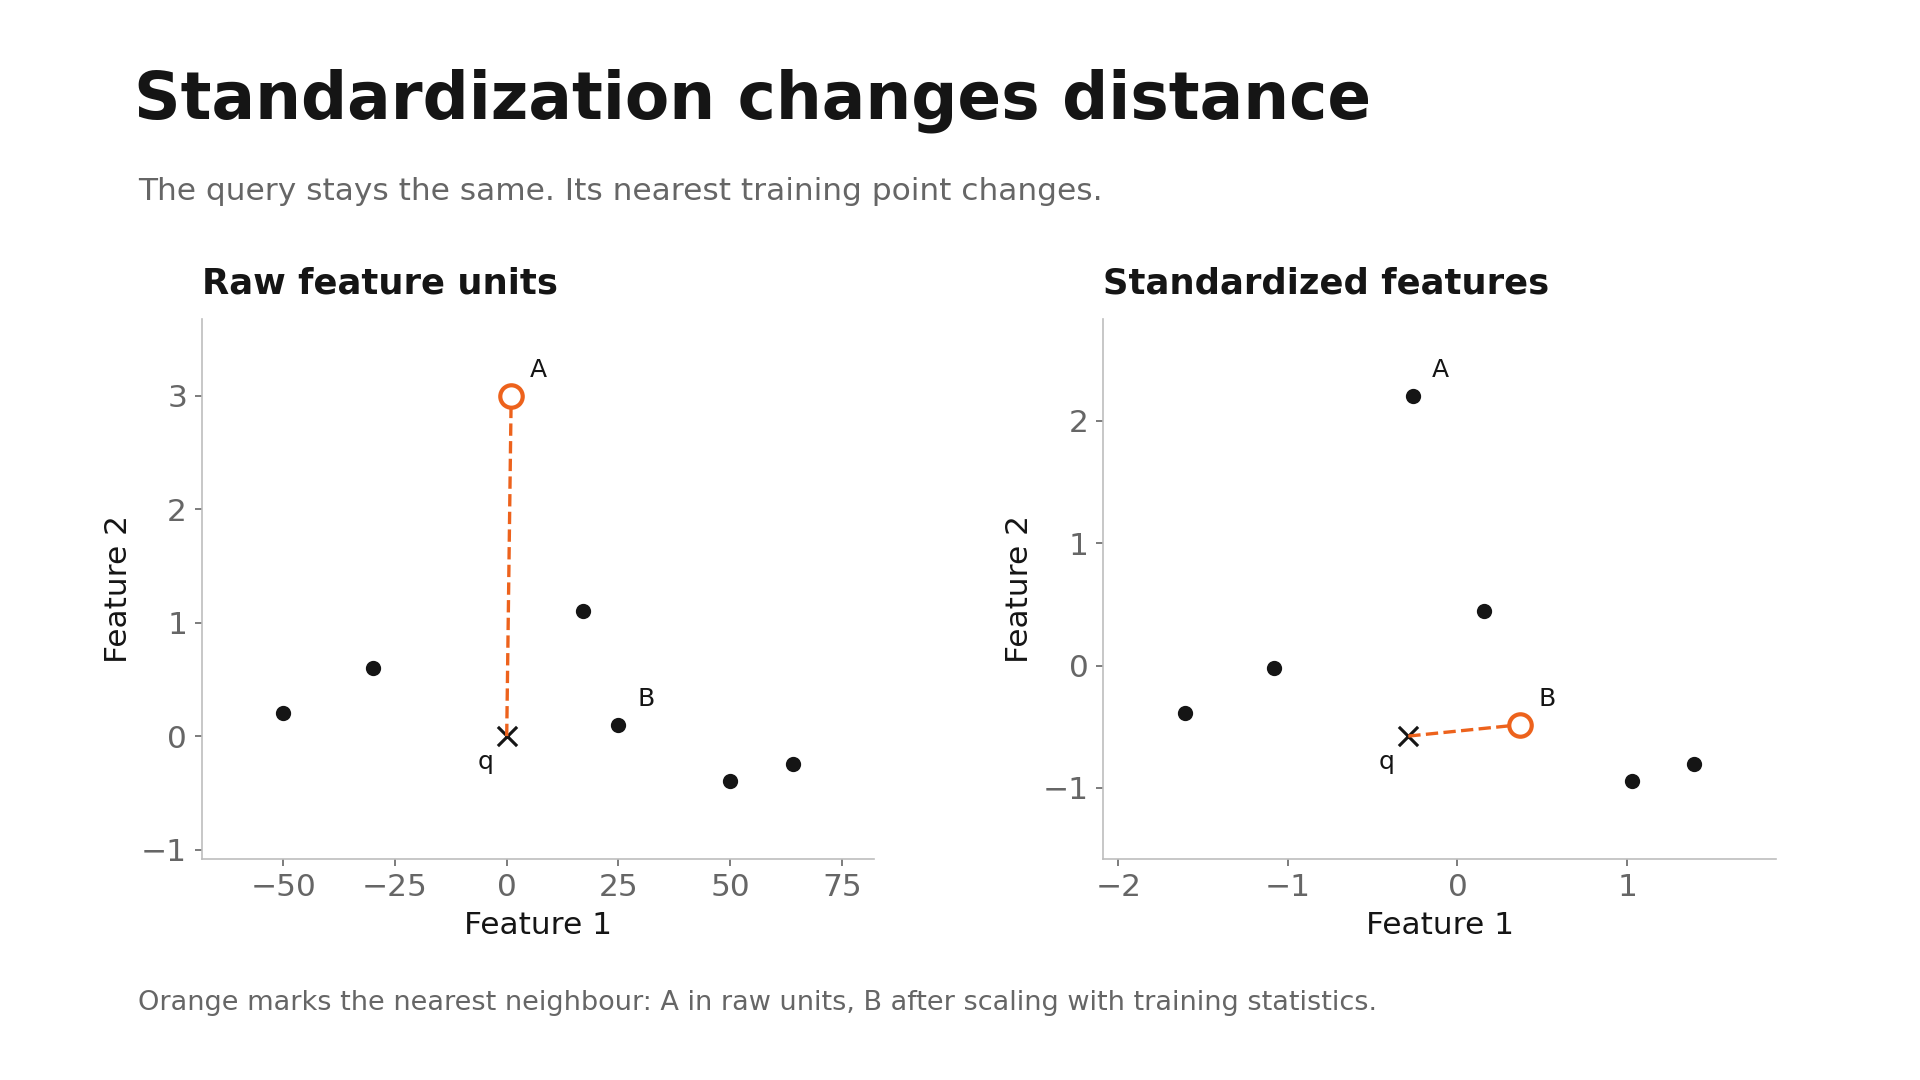 Standardization changes distance
The query stays the same. Its nearest training point changes.
Raw feature units
A
B
q
3
2
1
0
−1
Feature 2
−50 −25 0 25 50 75
Feature 1
Standardized features
A
B
q
2
1
0
−1
Feature 2
−2 −1 0 1
Feature 1
Orange marks the nearest neighbour: A in raw units, B after scaling with training statistics.